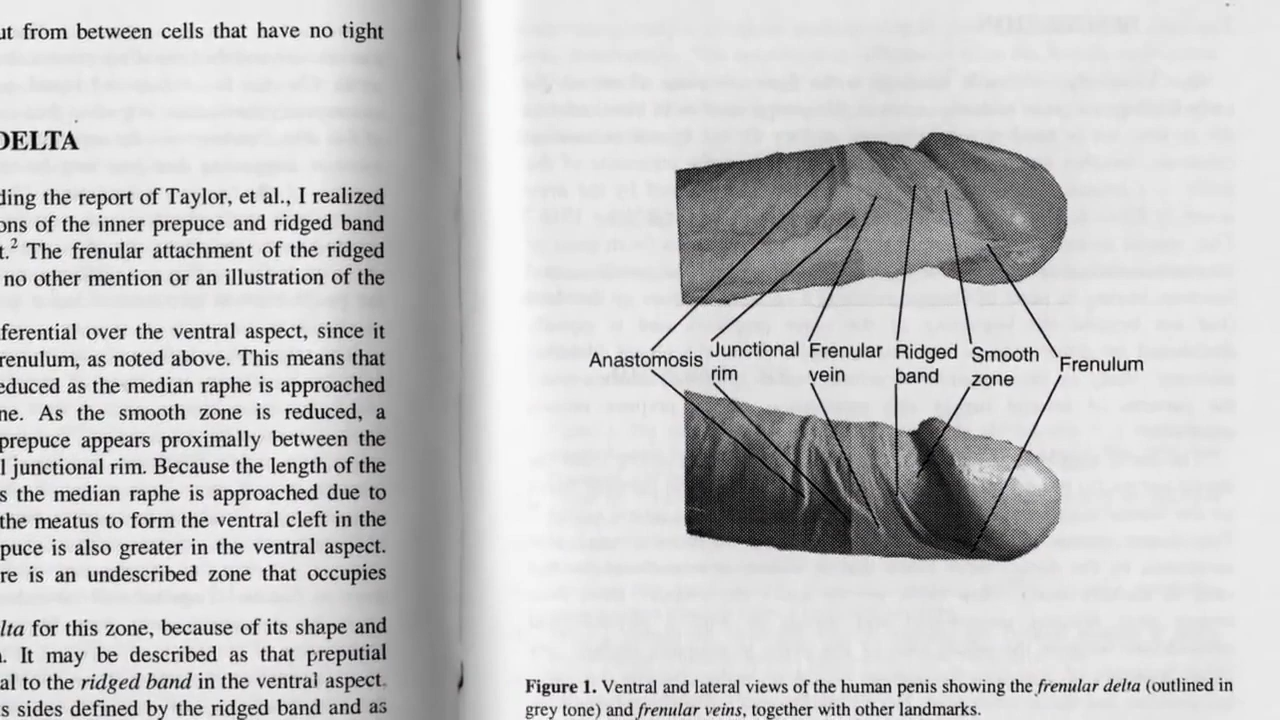 ut from between cells that have no tight
DELTA
ding the report of Taylor, et al., I realized
ons of the inner prepuce and ridged band
t.² The frenular attachment of the ridged
no other mention or an illustration of the
ferential over the ventral aspect, since it
renulum, as noted above. This means that
educed as the median raphe is approached
ne. As the smooth zone is reduced, a
prepuce appears proximally between the
l junctional rim. Because the length of the
s the median raphe is approached due to
the meatus to form the ventral cleft in the
puce is also greater in the ventral aspect.
re is an undescribed zone that occupies
lta for this zone, because of its shape and
. It may be described as that preputial
al to the ridged band in the ventral aspect.
s sides defined by the ridged band and as
Anastomosis
Junctional
rim
Frenular
vein
Ridged
band
Smooth
zone
Frenulum
Figure 1. Ventral and lateral views of the human penis showing the frenular delta (outlined in
grey tone) and frenular veins, together with other landmarks.